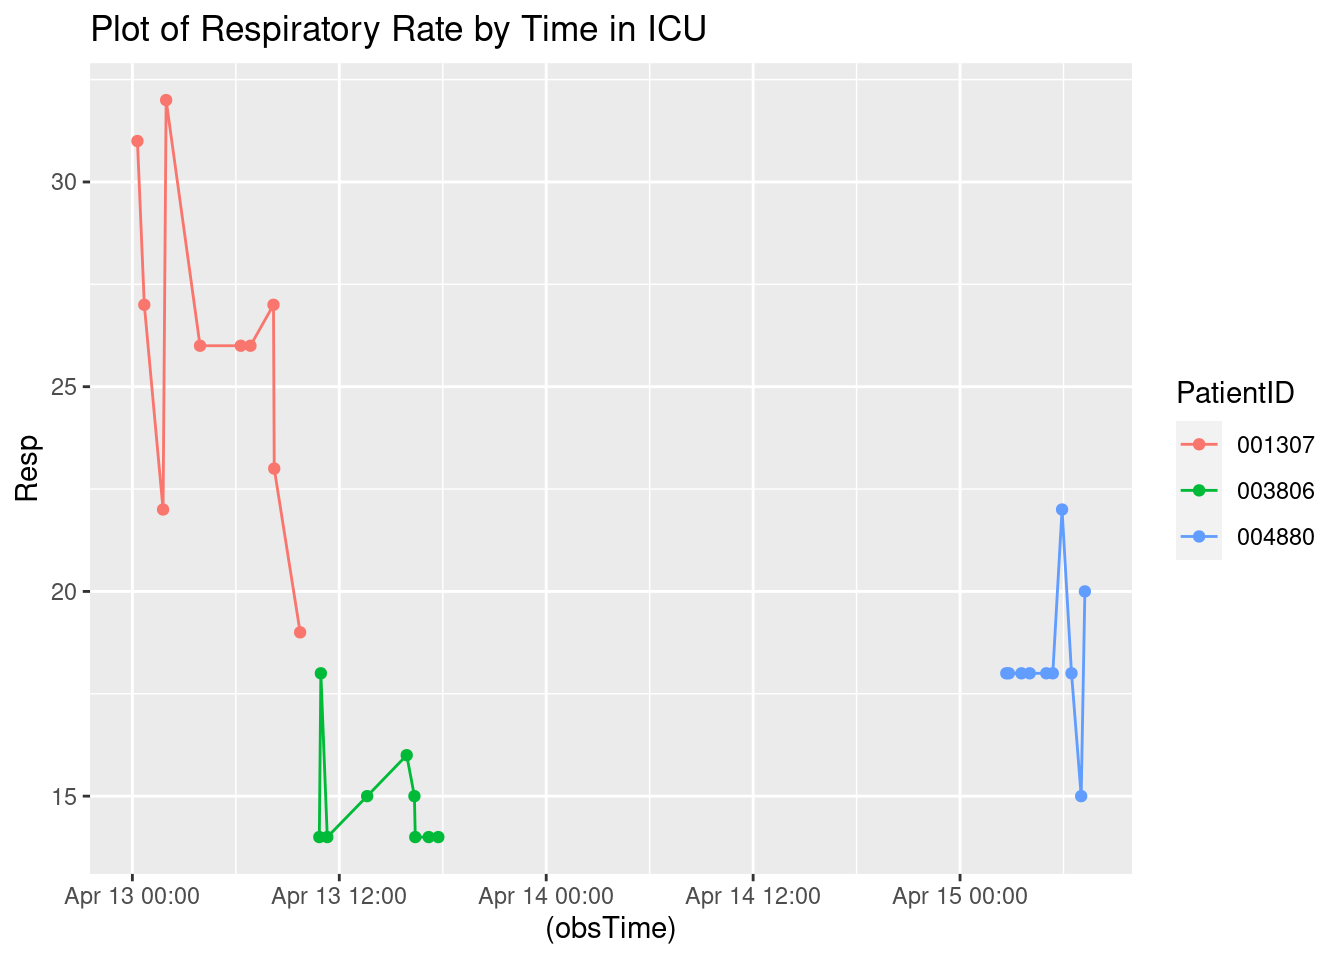 Plot of Respiratory Rate by Time in ICU
30
25
20
15
Resp
Apr 13 00:00 Apr 13 12:00 Apr 14 00:00 Apr 14 12:00 Apr 15 00:00
(obsTime)
PatientID
001307
003806
004880